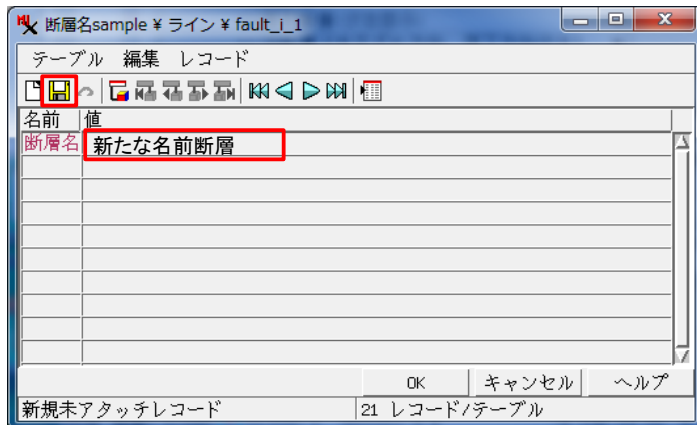 断層名sample ¥ ライン ¥ fault_i_1
テーブル 編集 レコード
名前 値
断層名 新たな名前断層
OK キャンセル ヘルプ
新規未アタッチレコード 21 レコード/テーブル